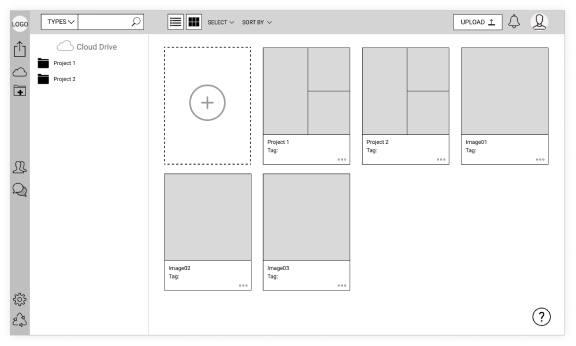 LOGO
TYPES
SELECT
SORT BY
UPLOAD
Cloud Drive
Project 1
Project 2
Project 1
Tag:
Project 2
Tag:
Image01
Tag:
Image02
Tag:
Image03
Tag:
?